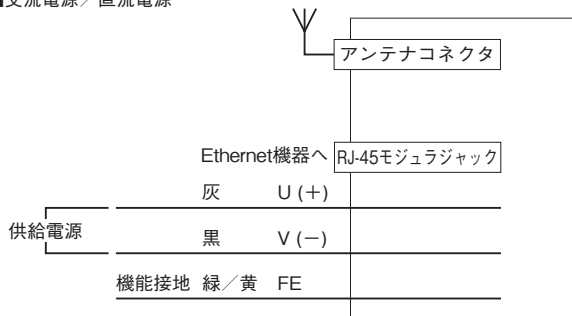 交流電源／直流電源
アンテナコネクタ
Ethernet機器へ RJ-45モジュラジャック
灰 U (＋)
供給電源
黒 V (－)
機能接地 緑／黄 FE